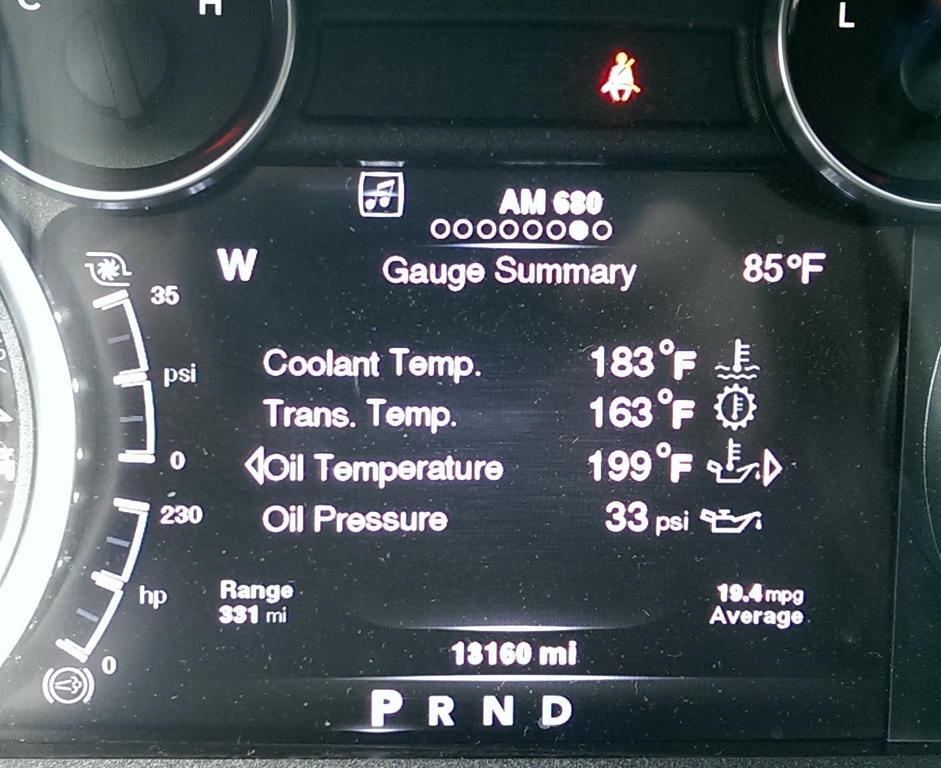 C H
L
AM 680
W Gauge Summary 85°F
35
psi
0
Coolant Temp. 183°F
Trans. Temp. 163°F
Oil Temperature 199°F
Oil Pressure 33 psi
230
hp
0
Range
331 mi
19.4 mpg
Average
13160 mi
P R N D